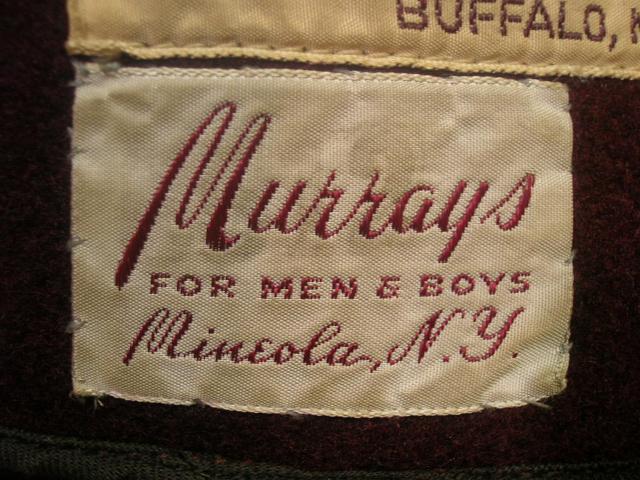 BUFFALO,
Murrays
FOR MEN & BOYS
Mineola, N.Y.